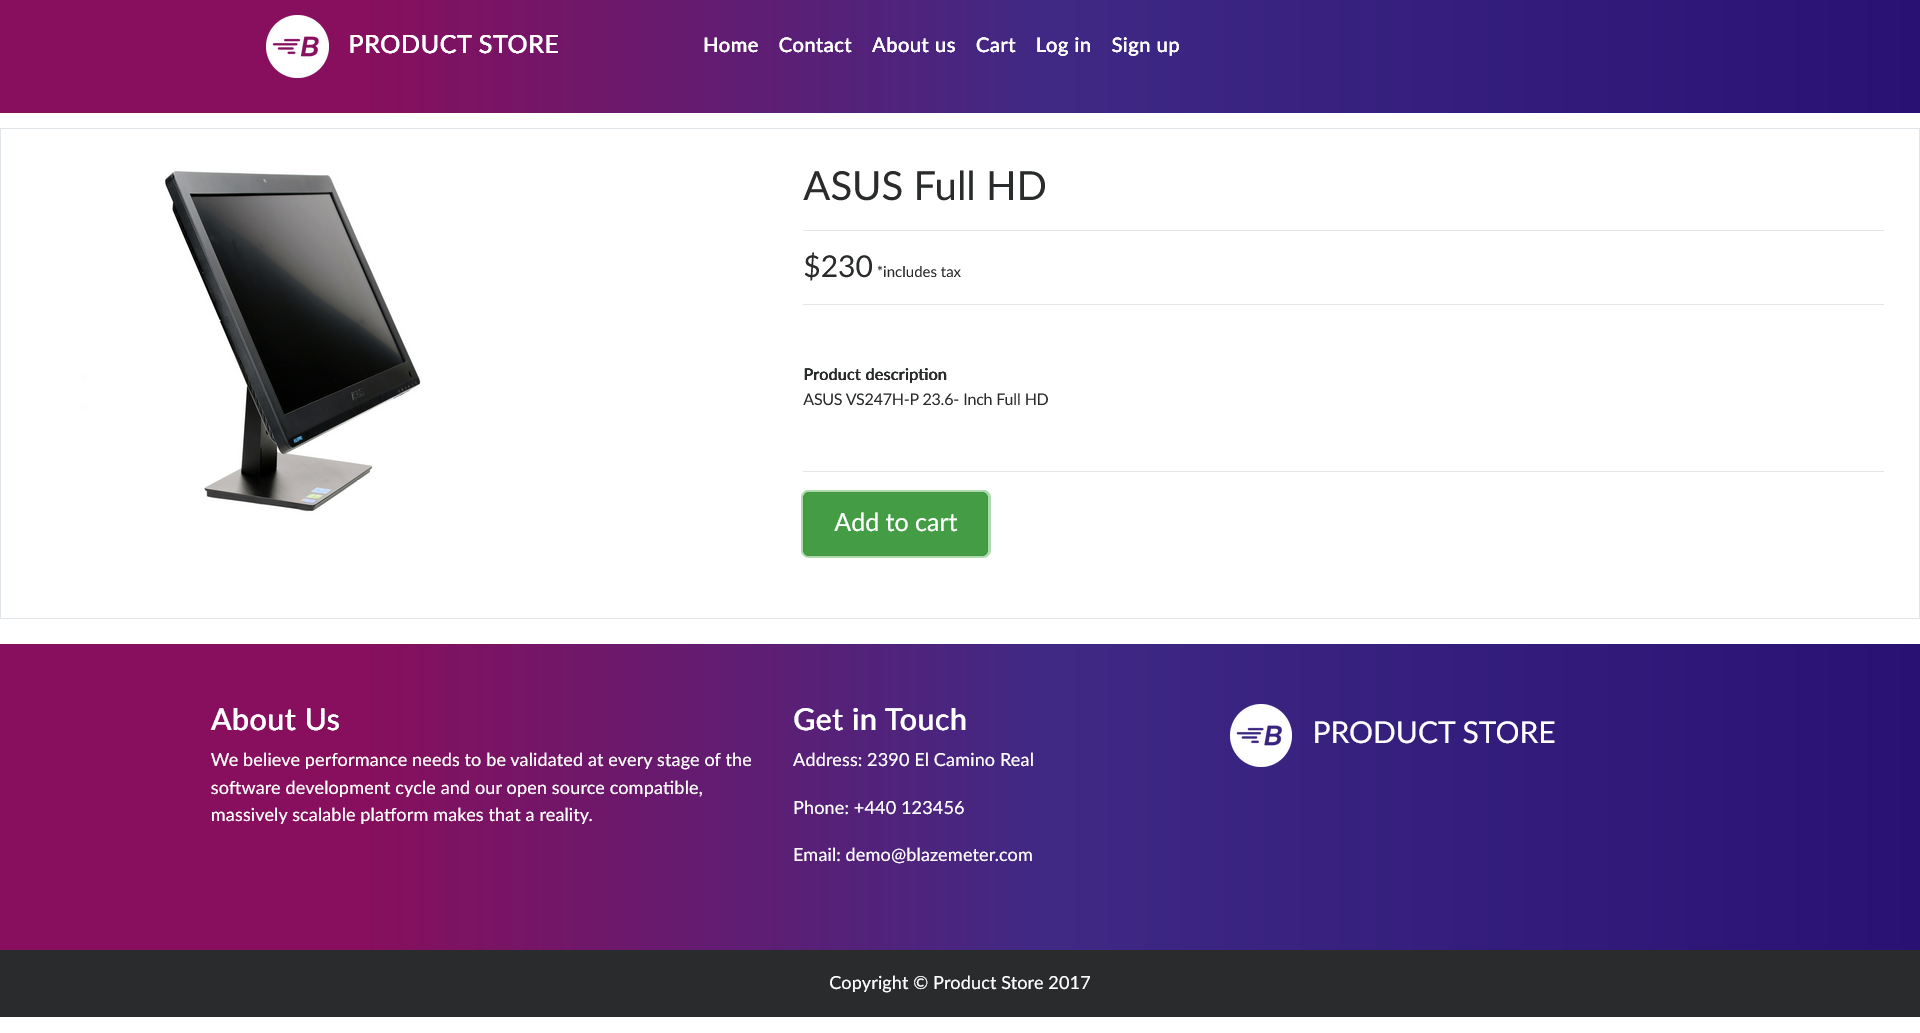 B PRODUCT STORE
Home Contact About us Cart Log in Sign up
ASUS Full HD
$230 *includes tax
Product description
ASUS VS247H-P 23.6- Inch Full HD
Add to cart
About Us
We believe performance needs to be validated at every stage of the
software development cycle and our open source compatible,
massively scalable platform makes that a reality.
Get in Touch
Address: 2390 El Camino Real
Phone: +440 123456
Email: demo@blazemeter.com
B PRODUCT STORE
Copyright © Product Store 2017